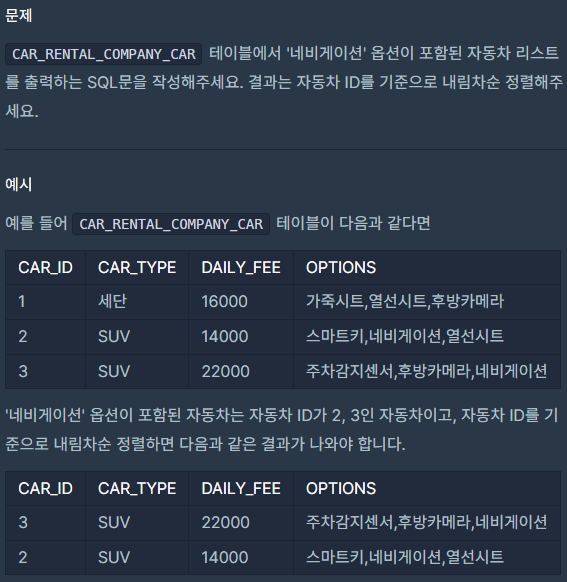 문제
CAR_RENTAL_COMPANY_CAR 테이블에서 '네비게이션' 옵션이 포함된 자동차 리스트
를 출력하는 SQL문을 작성해주세요. 결과는 자동차 ID를 기준으로 내림차순 정렬해주
세요.
예시
예를 들어 CAR_RENTAL_COMPANY_CAR 테이블이 다음과 같다면
CAR_ID CAR_TYPE DAILY_FEE OPTIONS
1 세단 16000 가죽시트,열선시트,후방카메라
2 SUV 14000 스마트키,네비게이션,열선시트
3 SUV 22000 주차감지센서,후방카메라,네비게이션
'네비게이션' 옵션이 포함된 자동차는 자동차 ID가 2, 3인 자동차이고, 자동차 ID를 기
준으로 내림차순 정렬하면 다음과 같은 결과가 나와야 합니다.
CAR_ID CAR_TYPE DAILY_FEE OPTIONS
3 SUV 22000 주차감지센서,후방카메라,네비게이션
2 SUV 14000 스마트키,네비게이션,열선시트